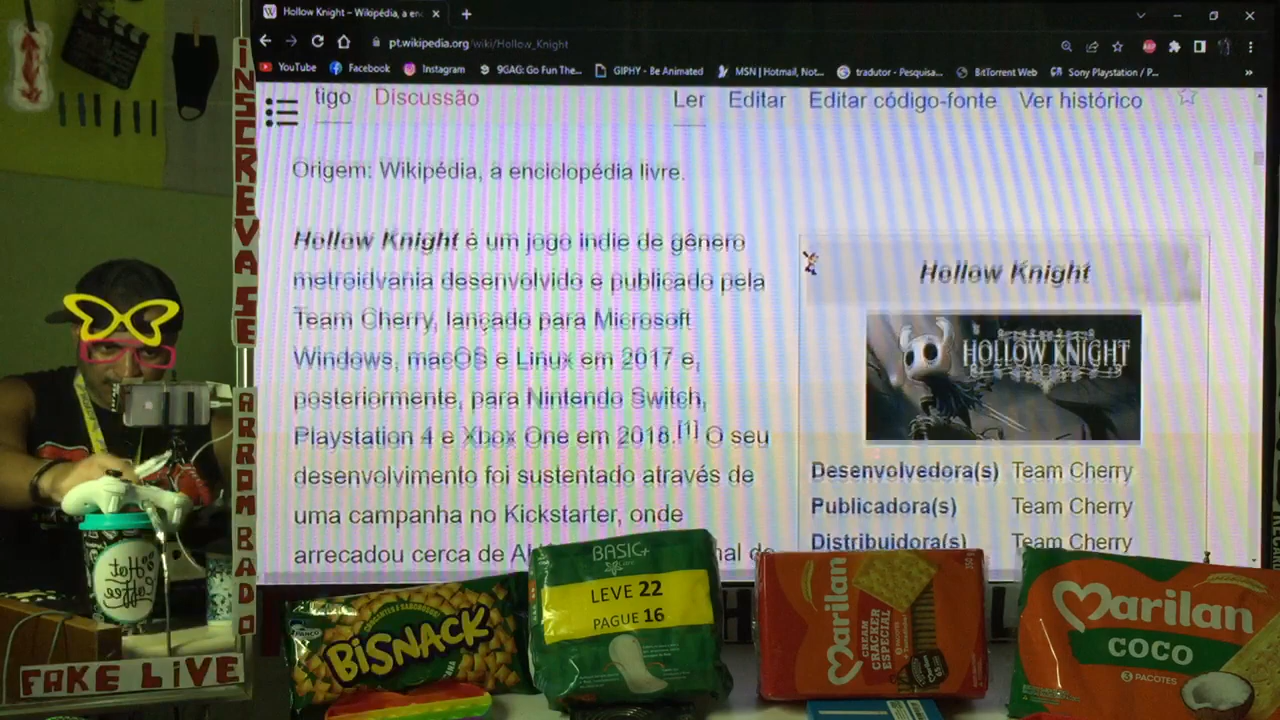 Hollow Knight – Wikipédia, a en
pt.wikipedia.org/wiki/Hollow_Knight
YouTube
Facebook
Instagram
9GAG: Go Fun The...
GIPHY - Be Animated
MSN | Hotmail, Not...
tradutor - Pesquisa...
BitTorrent Web
Sony Playstation / P...
»
tigo Discussão Ler Editar Editar código-fonte Ver histórico
Origem: Wikipédia, a enciclopédia livre.
Hollow Knight é um jogo indie de gênero
metroidvania desenvolvido e publicado pela
Team Cherry, lançado para Microsoft
Windows, macOS e Linux em 2017 e,
posteriormente, para Nintendo Switch,
Playstation 4 e Xbox One em 2018.[1] O seu
desenvolvimento foi sustentado através de
uma campanha no Kickstarter, onde
arrecadou cerca de
Hollow Knight
HOLLOW KNIGHT
Desenvolvedora(s) Team Cherry
Publicadora(s) Team Cherry
Distribuidora(s) Team Cherry
INSCREVA SE
ARROMBADO
FAKE LiVE
Hot
coffee
BiSNACK
BASIC+
LEVE 22
PAGUE 16
Marilan
CREAM
CRACKER
ESPECIAL
Marilan
COCO
3 PACOTES